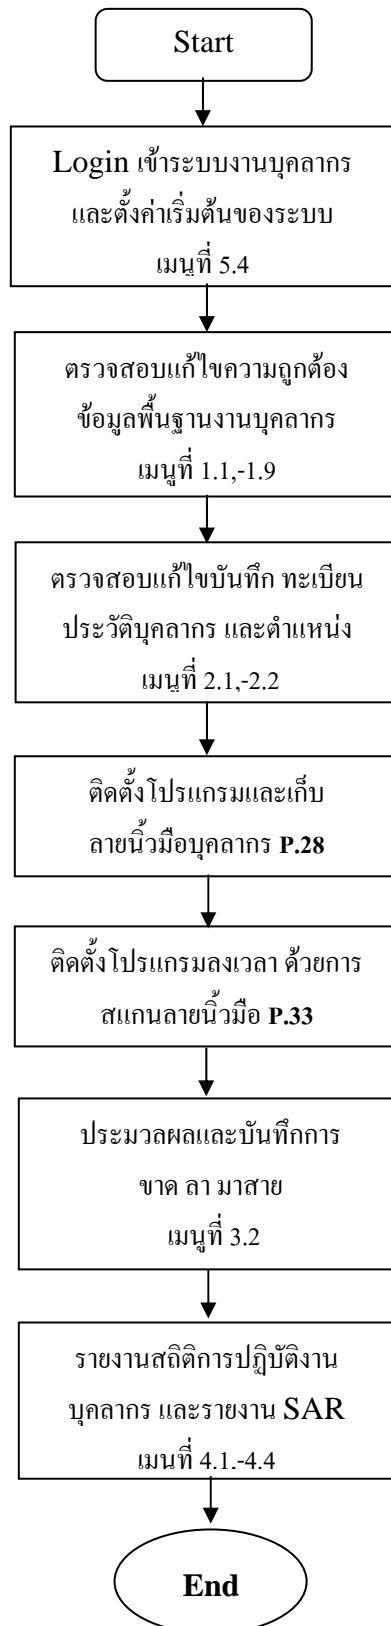 Start
Login เข้าระบบงานบุคลากร
และตั้งค่าเริ่มต้นของระบบ
เมนูที่ 5.4
ตรวจสอบแก้ไขความถูกต้อง
ข้อมูลพื้นฐานงานบุคลากร
เมนูที่ 1.1,-1.9
ตรวจสอบแก้ไขบันทึก ทะเบียน
ประวัติบุคลากร และตำแหน่ง
เมนูที่ 2.1,-2.2
ติดตั้งโปรแกรมและเก็บ
ลายนิ้วมือบุคลากร P.28
ติดตั้งโปรแกรมลงเวลา ด้วยการ
สแกนลายนิ้วมือ P.33
ประมวลผลและบันทึกการ
ขาด ลา มาสาย
เมนูที่ 3.2
รายงานสถิติการปฏิบัติงาน
บุคลากร และรายงาน SAR
เมนูที่ 4.1.-4.4
End